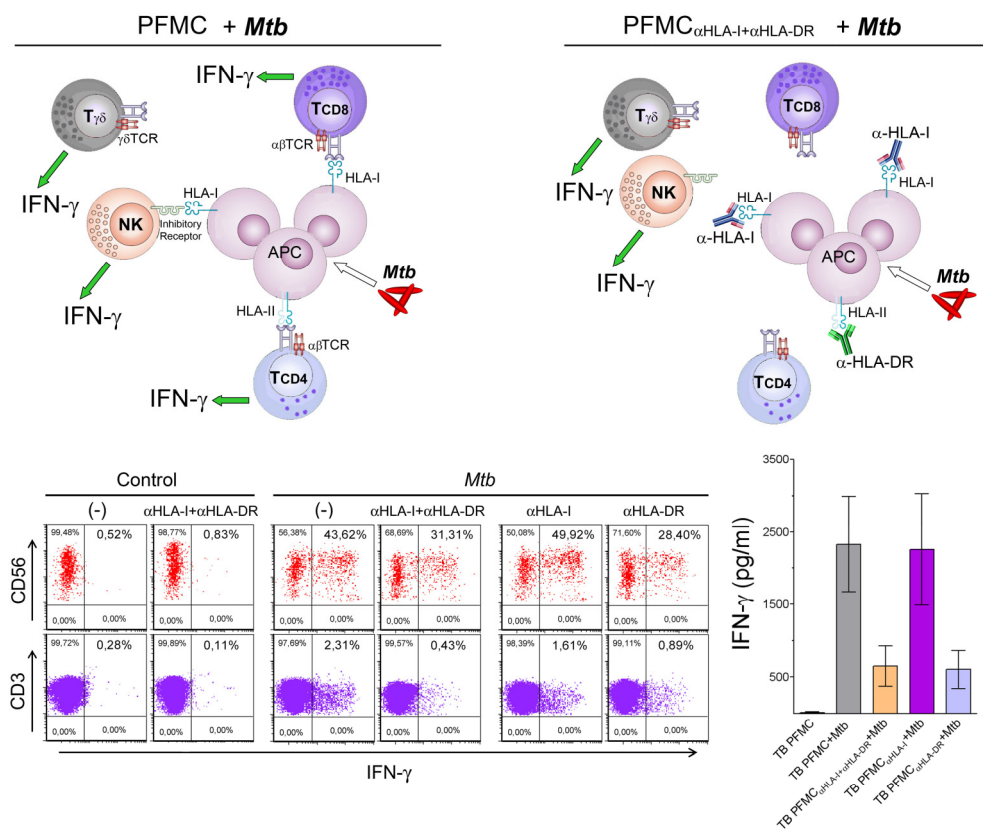 PFMC + Mtb
IFN-γ
TCD8
Tγδ
γδTCR
αβTCR
HLA-I
IFN-γ
HLA-I
NK
Inhibitory
Receptor
APC
Mtb
IFN-γ
HLA-II
αβTCR
TCD4
IFN-γ
PFMCαHLA-I+αHLA-DR + Mtb
TCD8
Tγδ
γδTCR
α-HLA-I
HLA-I
IFN-γ
NK
HLA-I
α-HLA-I
APC
Mtb
IFN-γ
HLA-II
αβTCR
α-HLA-DR
TCD4
Control
Mtb
(-)
αHLA-I+αHLA-DR
(-)
αHLA-I+αHLA-DR
αHLA-I
αHLA-DR
CD56
99,48% 0,52%
0,00% 0,00%
98,77% 0,83%
0,00% 0,00%
56,38% 43,62%
0,00% 0,00%
68,69% 31,31%
0,00% 0,00%
50,08% 49,92%
0,00% 0,00%
71,60% 28,40%
0,00% 0,00%
CD3
99,72% 0,28%
0,00% 0,00%
99,89% 0,11%
0,00% 0,00%
97,69% 2,31%
0,00% 0,00%
99,57% 0,43%
0,00% 0,00%
98,39% 1,61%
0,00% 0,00%
99,11% 0,89%
0,00% 0,00%
IFN-γ
IFN-γ (pg/ml)
3500
2500
1500
500
TB PFMC
TB PFMC+Mtb
TB PFMCαHLA-I+αHLA-DR+Mtb
TB PFMCαHLA-I+Mtb
TB PFMCαHLA-DR+Mtb